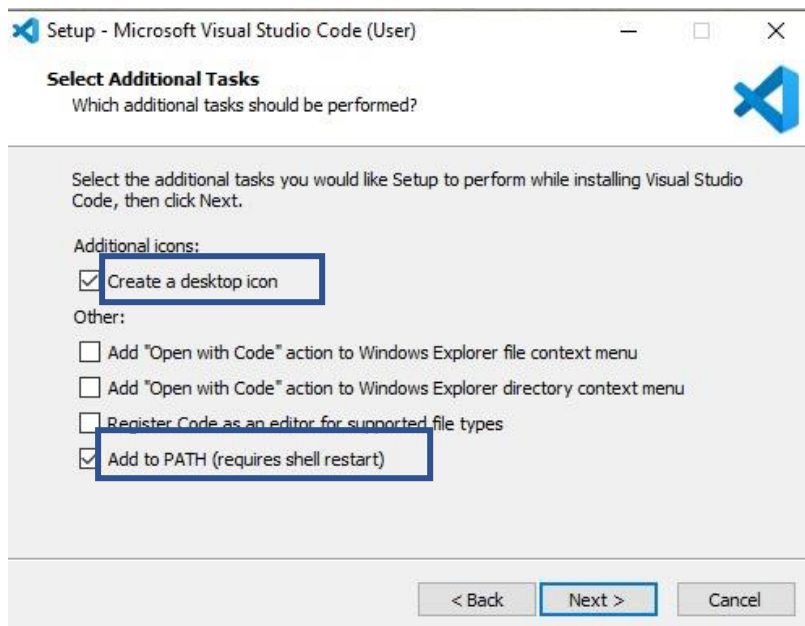 Setup - Microsoft Visual Studio Code (User)
Select Additional Tasks
Which additional tasks should be performed?
Select the additional tasks you would like Setup to perform while installing Visual Studio
Code, then click Next.
Additional icons:
Create a desktop icon
Other:
Add "Open with Code" action to Windows Explorer file context menu
Add "Open with Code" action to Windows Explorer directory context menu
Register Code as an editor for supported file types
Add to PATH (requires shell restart)
< Back Next > Cancel